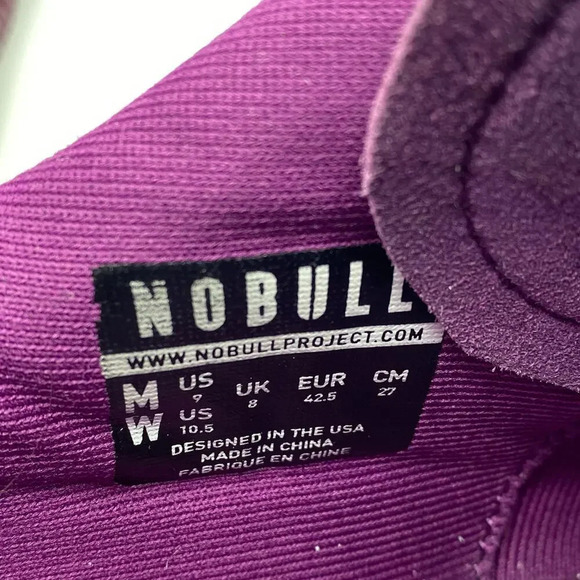 NOBULL
WWW.NOBULLPROJECT.COM
M US 9 UK 8 EUR 42.5 CM 27
W US 10.5
DESIGNED IN THE USA
MADE IN CHINA
FABRIQUE EN CHINE